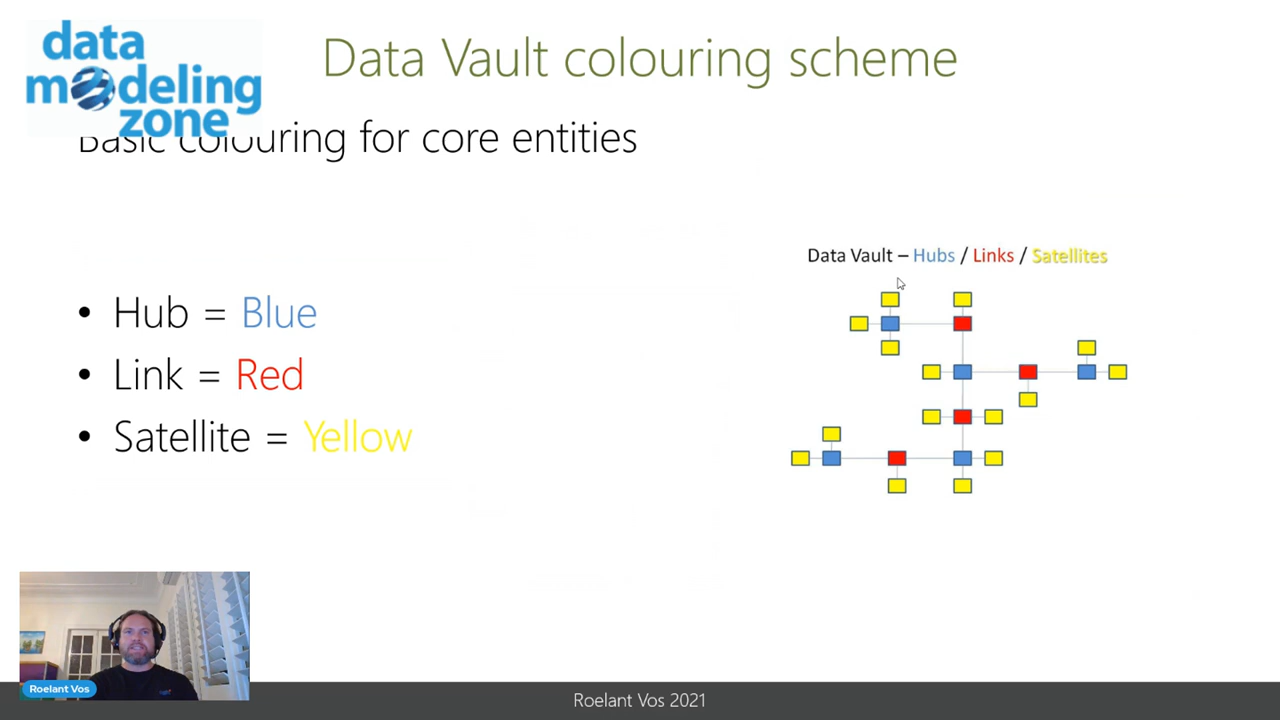 data
modeling
zone
Data Vault colouring scheme
Basic colouring for core entities
Data Vault – Hubs / Links / Satellites
• Hub = Blue
• Link = Red
• Satellite = Yellow
Roelant Vos
Roelant Vos 2021